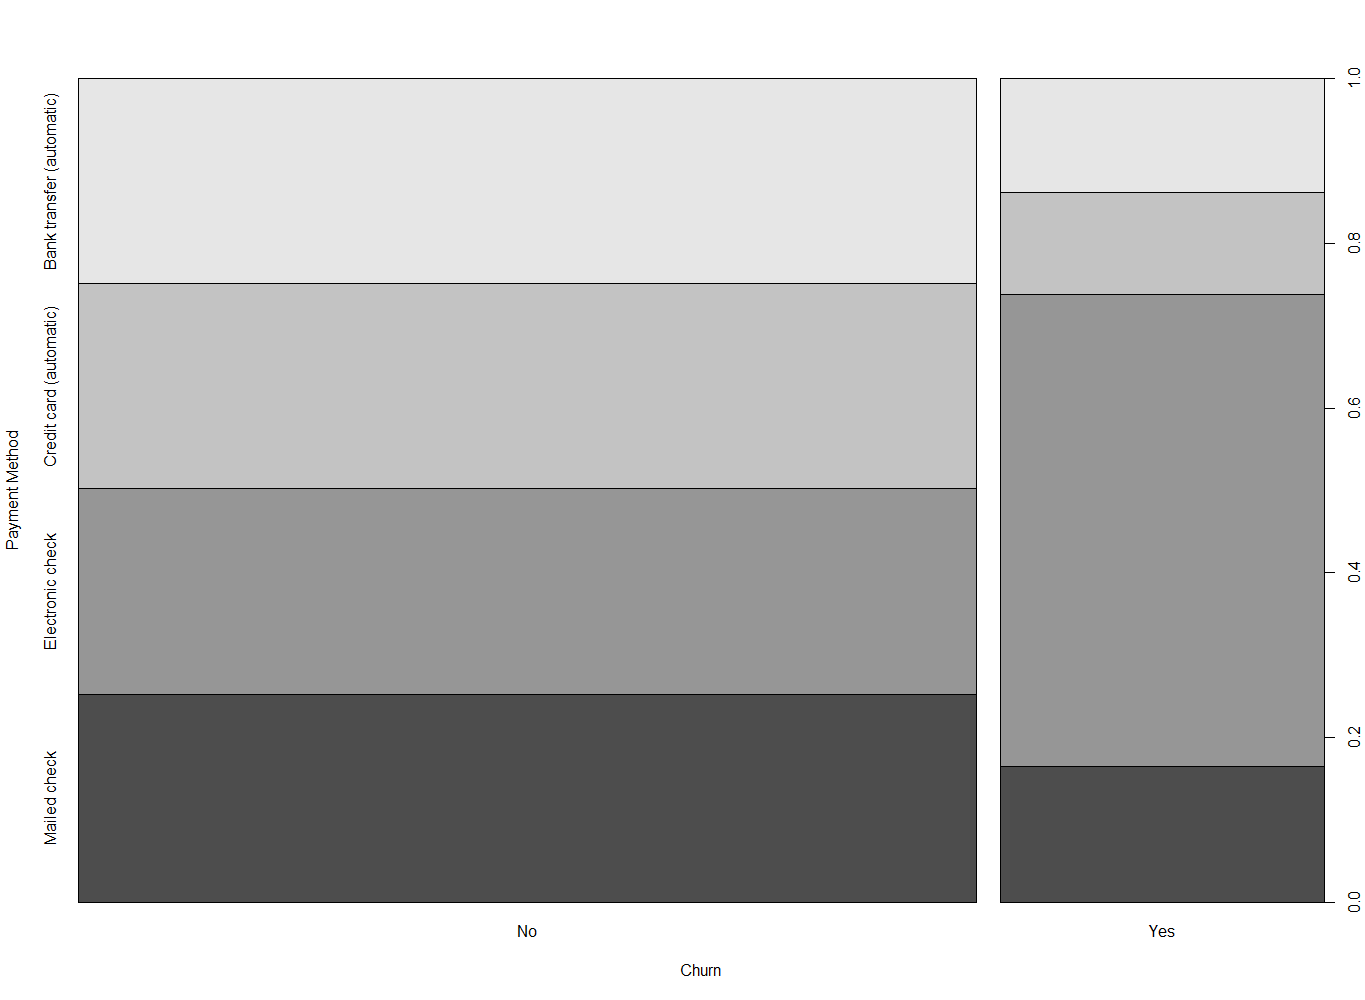 Payment Method
Bank transfer (automatic)
Credit card (automatic)
Electronic check
Mailed check
1.0
0.8
0.6
0.4
0.2
0.0
No
Yes
Churn